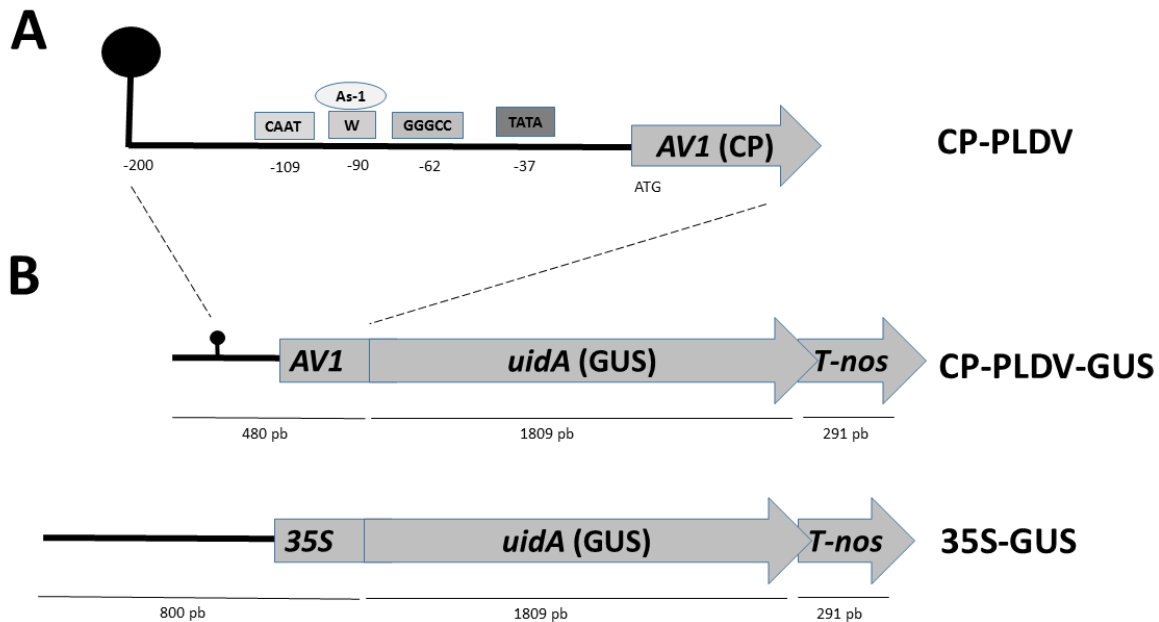 A
As-1
CAAT W GGGCC TATA
AV1 (CP) CP-PLDV
-200 -109 -90 -62 -37
ATG
B
AV1 uidA (GUS) T-nos CP-PLDV-GUS
480 pb 1809 pb 291 pb
35S uidA (GUS) T-nos 35S-GUS
800 pb 1809 pb 291 pb